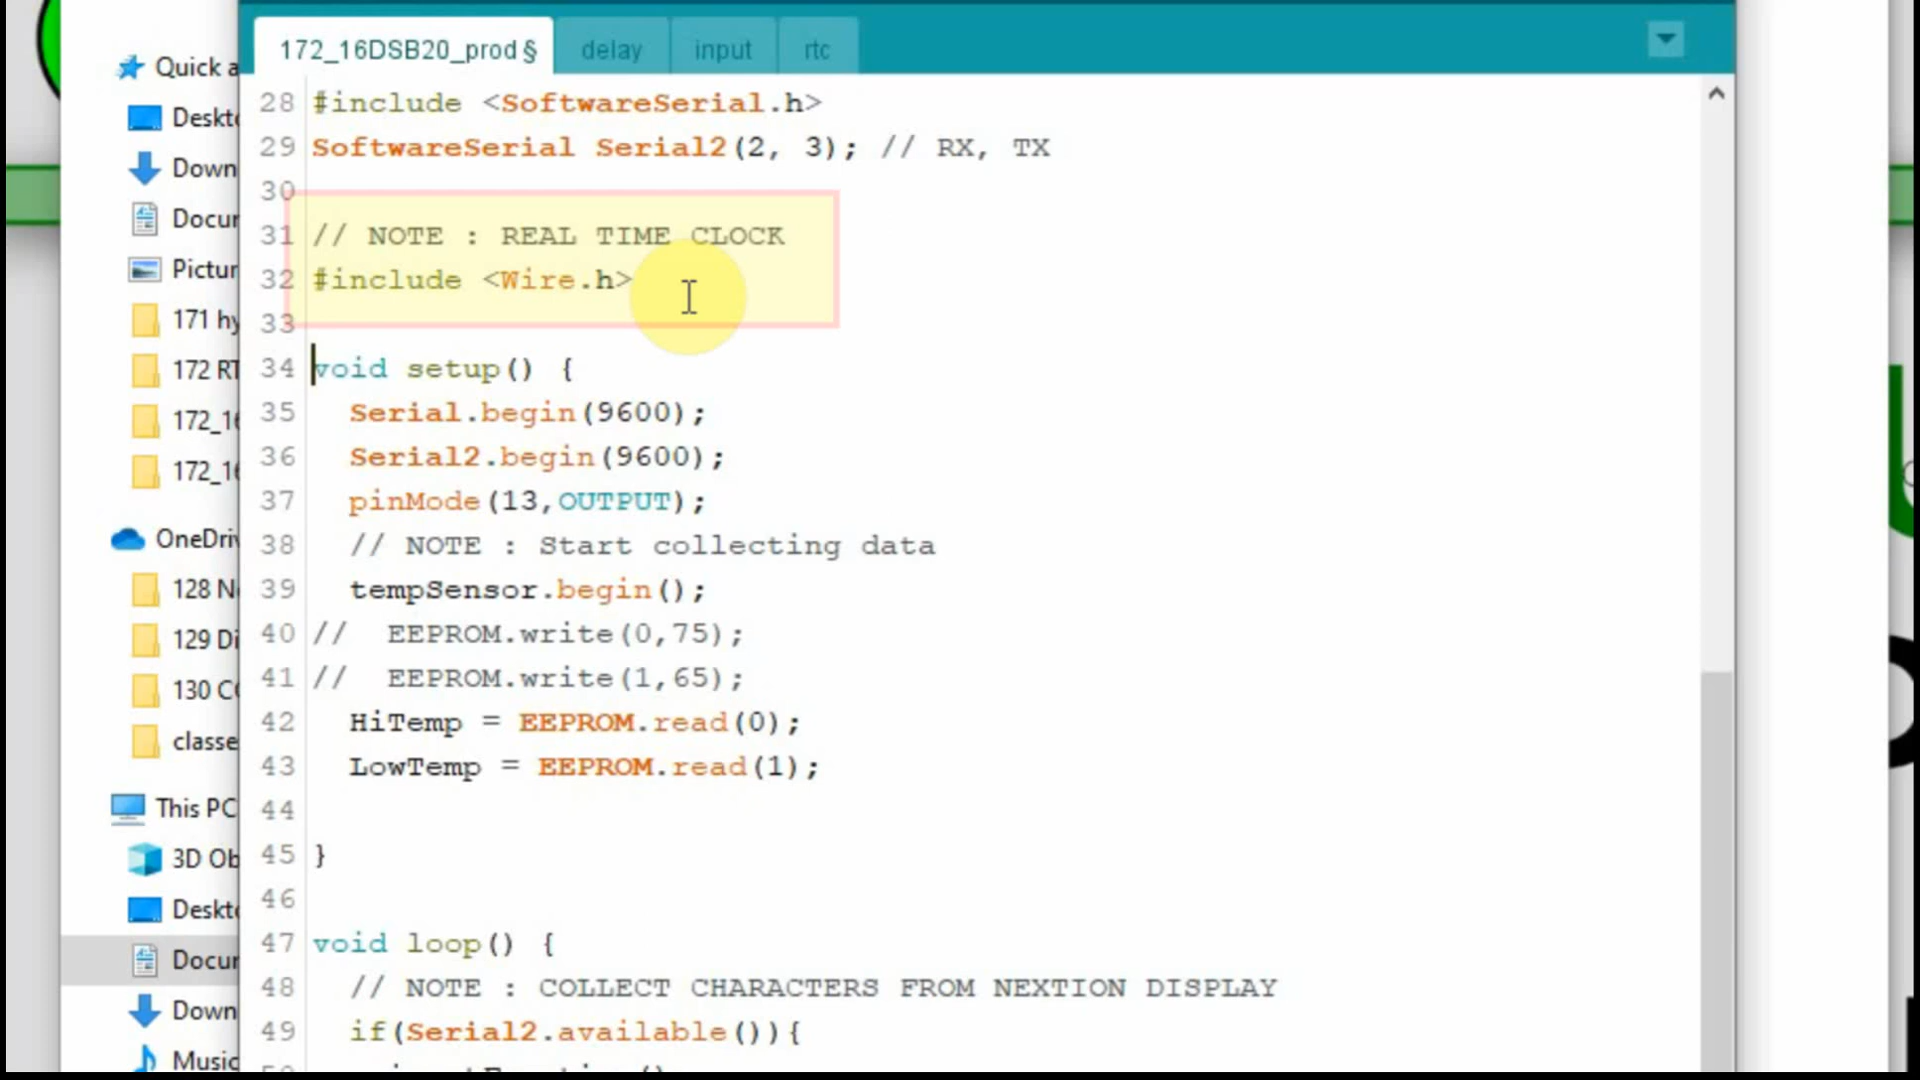 172_16DSB20_prod § delay input rtc
Quick a
Deskt
Down
Docur
Pictur
171 hy
172 RT
172_16
172_16
OneDriv
128 N
129 Di
130 C
classe
This PC
3D Ob
Deskt
Docur
Down
Music
28 #include <SoftwareSerial.h>
29 SoftwareSerial Serial2(2, 3); // RX, TX
30
31 // NOTE : REAL TIME CLOCK
32 #include <Wire.h>
33
34 void setup() {
35 Serial.begin(9600);
36 Serial2.begin(9600);
37 pinMode(13,OUTPUT);
38 // NOTE : Start collecting data
39 tempSensor.begin();
40 //  EEPROM.write(0,75);
41 //  EEPROM.write(1,65);
42 HiTemp = EEPROM.read(0);
43 LowTemp = EEPROM.read(1);
44
45 }
46
47 void loop() {
48 // NOTE : COLLECT CHARACTERS FROM NEXTION DISPLAY
49 if(Serial2.available()){